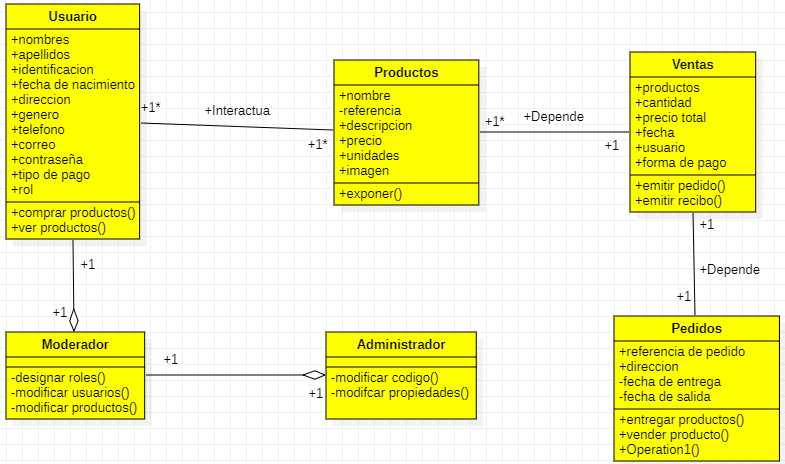 Usuario
+nombres
+apellidos
+identificacion
+fecha de nacimiento
+direccion
+genero
+telefono
+correo
+contraseña
+tipo de pago
+rol
+comprar productos()
+ver productos()
+1*
+Interactua
+1*
Productos
+nombre
-referencia
+descripcion
+precio
+unidades
+imagen
+exponer()
+1*
+Depende
+1
Ventas
+productos
+cantidad
+precio total
+fecha
+usuario
+forma de pago
+emitir pedido()
+emitir recibo()
+1
+Depende
+1
+1
+1
Moderador
-designar roles()
-modificar usuarios()
-modificar productos()
+1
+1
Administrador
-modificar codigo()
-modifcar propiedades()
Pedidos
+referencia de pedido
+direccion
-fecha de entrega
-fecha de salida
+entregar productos()
+vender producto()
+Operation1()